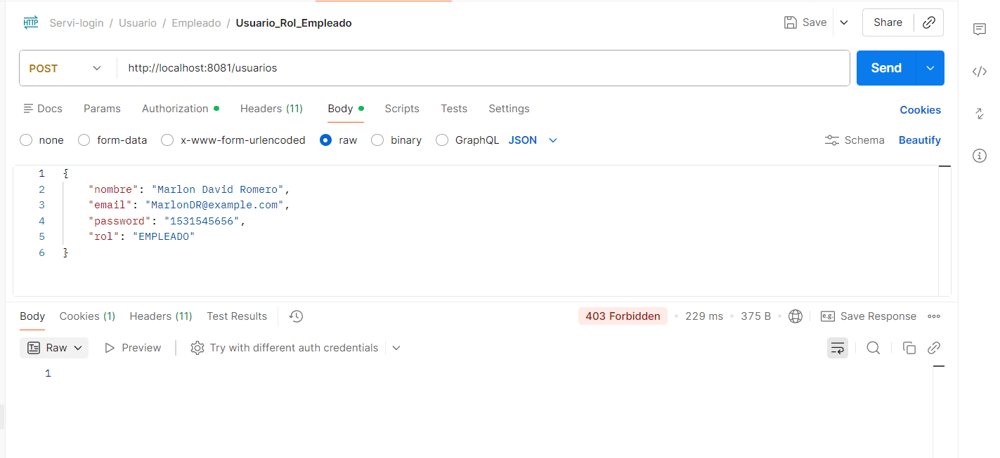 HTTP Servi-login / Usuario / Empleado / Usuario_Rol_Empleado Save Share
POST http://localhost:8081/usuarios Send
Docs Params Authorization Headers (11) Body Scripts Tests Settings Cookies
none form-data x-www-form-urlencoded raw binary GraphQL JSON Schema Beautify
1 {
2 "nombre": "Marlon David Romero",
3 "email": "MarlonDR@example.com",
4 "password": "1531545656",
5 "rol": "EMPLEADO"
6 }
Body Cookies (1) Headers (11) Test Results 403 Forbidden • 229 ms • 375 B • e.g. Save Response
Raw Preview Try with different auth credentials
1